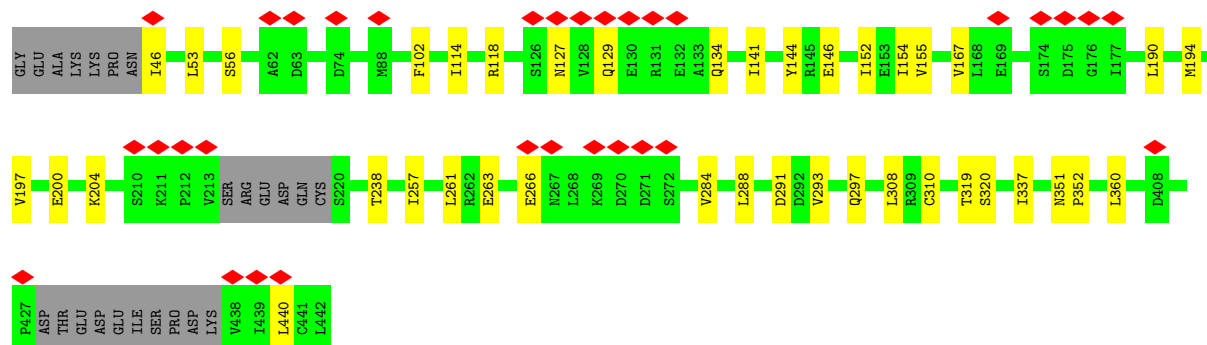 GLY GLU ALA LYS LYS PRO ASN I46 L53 S56 A62 D63 D74 M88 F102 I114 R118 S126 N127 V128 Q129 E130 R131 E132 A133 Q134 I141 Y144 R145 E146 I152 E153 I154 V155 V167 L168 E169 S174 D175 G176 I177 L190 M194
V197 E200 K204 S210 K211 P212 V213 SER ARG GLU ASP GLN CYS S220 T238 I257 L261 R262 E263 E266 N267 L268 K269 D270 D271 S272 V284 L288 D291 D292 V293 Q297 L308 R309 C310 T319 S320 I337 N351 P352 L360 D408
P427 ASP THR GLU ASP GLU ILE SER PRO ASP LYS V438 I439 L440 C441 L442